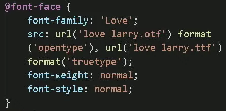 @font-face {
font-family: 'Love';
src: url('love larry.otf') format
('opentype'), url('love larry.ttf')
format('truetype');
font-weight: normal;
font-style: normal;
}